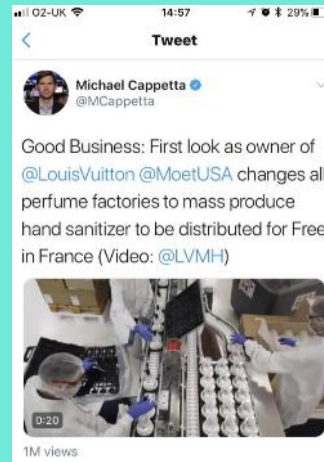 O2-UK 14:57 29%
Tweet
Michael Cappetta
@MCappetta
Good Business: First look as owner of
@LouisVuitton @MoetUSA changes all
perfume factories to mass produce
hand sanitizer to be distributed for Free
in France (Video: @LVMH)
0:20
1M views